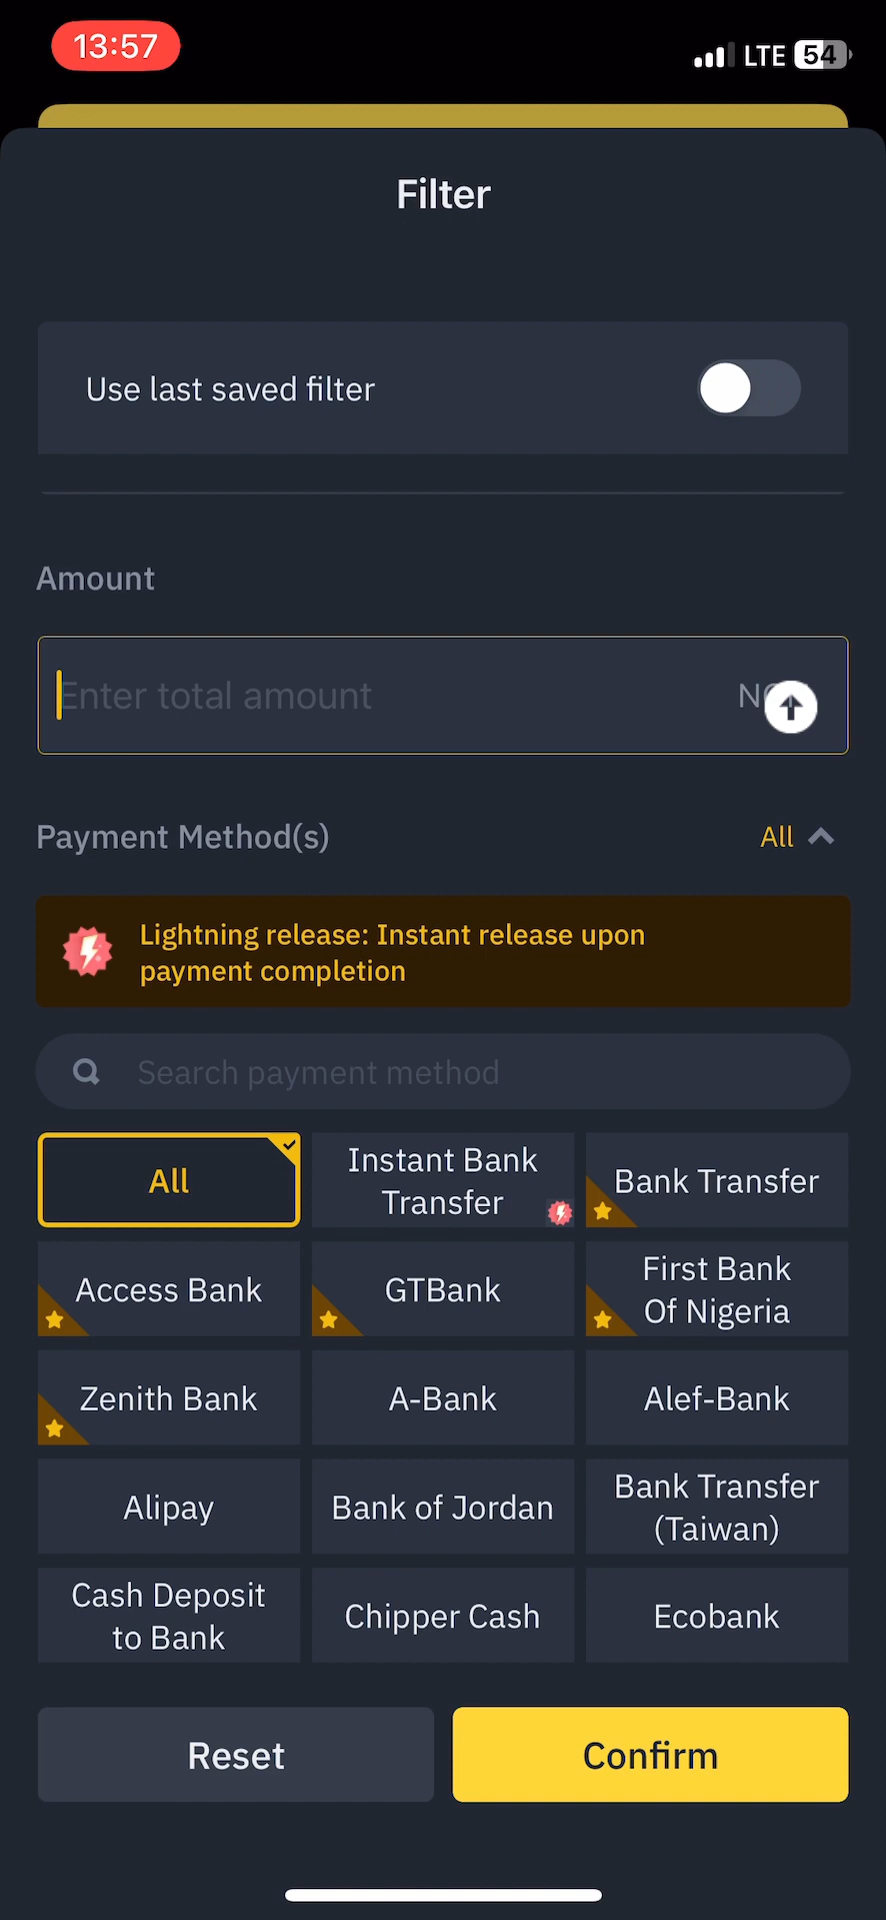 13:57
LTE 54
Filter
Use last saved filter
Amount
Enter total amount
Payment Method(s)
All
Lightning release: Instant release upon
payment completion
Search payment method
All
Instant Bank
Transfer
Bank Transfer
Access Bank
GTBank
First Bank
Of Nigeria
Zenith Bank
A-Bank
Alef-Bank
Alipay
Bank of Jordan
Bank Transfer
(Taiwan)
Cash Deposit
to Bank
Chipper Cash
Ecobank
Reset
Confirm